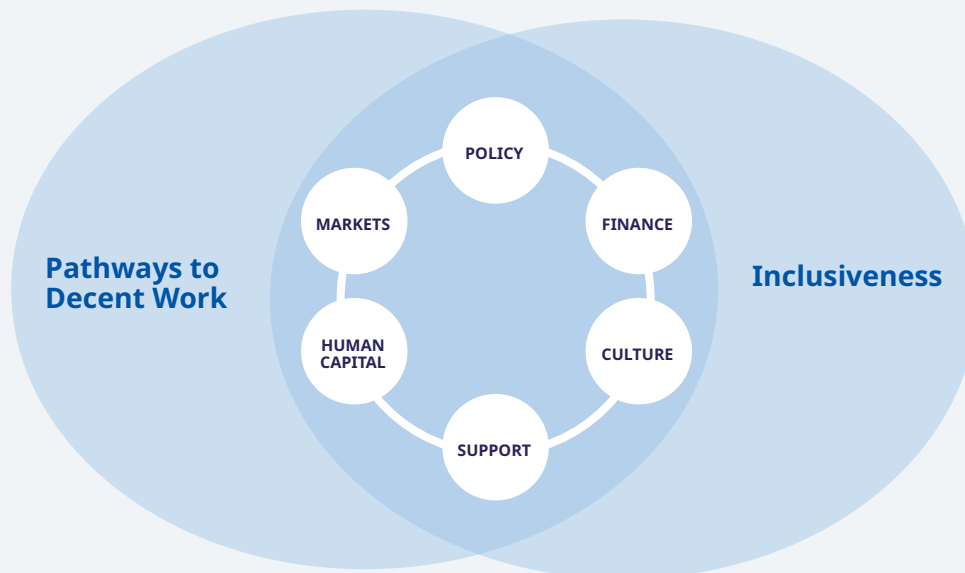 POLICY
MARKETS
FINANCE
Pathways to
Decent Work
Inclusiveness
HUMAN
CAPITAL
CULTURE
SUPPORT